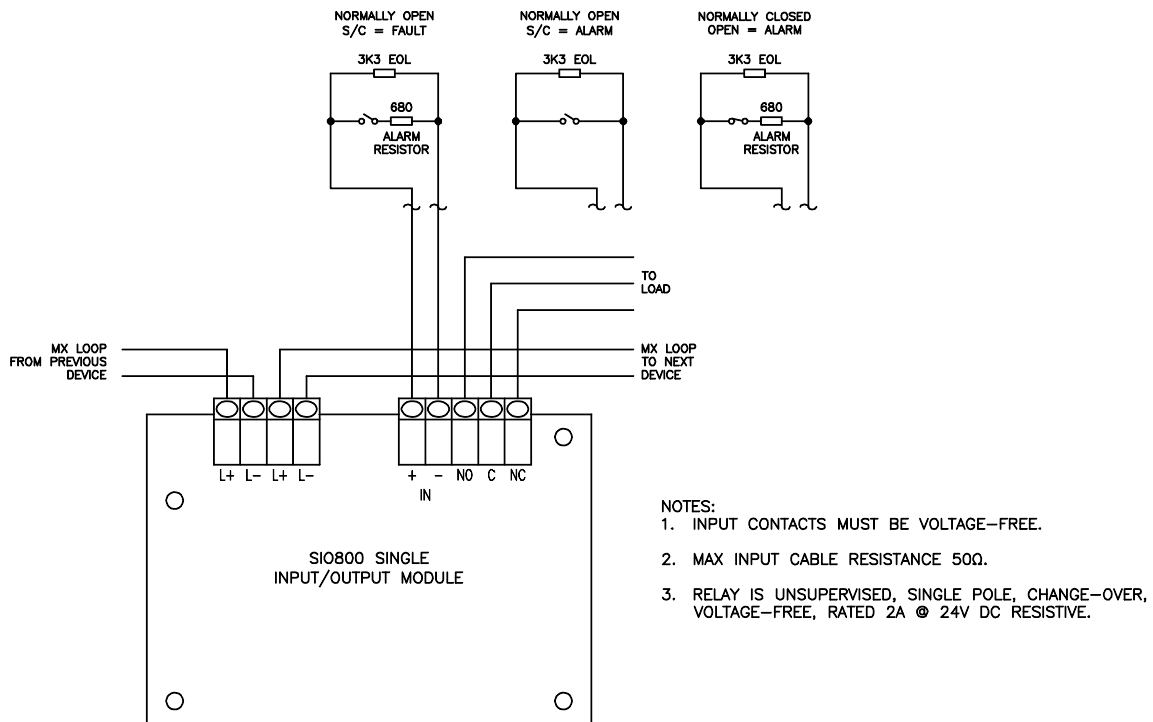 NORMALLY OPEN
S/C = FAULT
3K3 EOL
680
ALARM
RESISTOR
NORMALLY OPEN
S/C = ALARM
3K3 EOL
NORMALLY CLOSED
OPEN = ALARM
3K3 EOL
680
ALARM
RESISTOR
TO
LOAD
MX LOOP
FROM PREVIOUS
DEVICE
MX LOOP
TO NEXT
DEVICE
L+ L- L+ L-
+ - NO C NC
IN
SIO800 SINGLE
INPUT/OUTPUT MODULE
NOTES:
1. INPUT CONTACTS MUST BE VOLTAGE-FREE.
2. MAX INPUT CABLE RESISTANCE 50Ω.
3. RELAY IS UNSUPERVISED, SINGLE POLE, CHANGE-OVER,
VOLTAGE-FREE, RATED 2A @ 24V DC RESISTIVE.